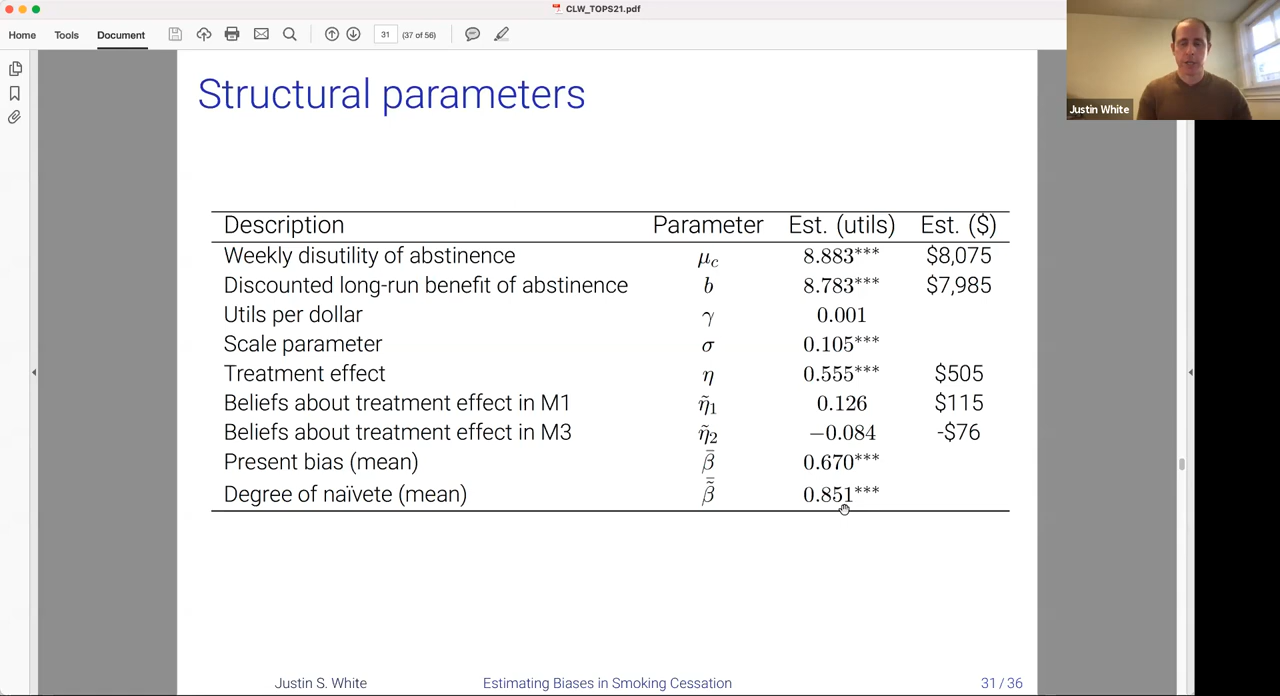 CLW_TOPS21.pdf
Home Tools Document 31 (37 of 56)
Justin White
Structural parameters
Description Parameter Est. (utils) Est. ($)
Weekly disutility of abstinence μc 8.883*** $8,075
Discounted long-run benefit of abstinence b 8.783*** $7,985
Utils per dollar γ 0.001
Scale parameter σ 0.105***
Treatment effect η 0.555*** $505
Beliefs about treatment effect in M1 η̃1 0.126 $115
Beliefs about treatment effect in M3 η̃2 −0.084 -$76
Present bias (mean) β̄ 0.670***
Degree of naïvete (mean) β̃̄ 0.851***
Justin S. White Estimating Biases in Smoking Cessation 31 / 36